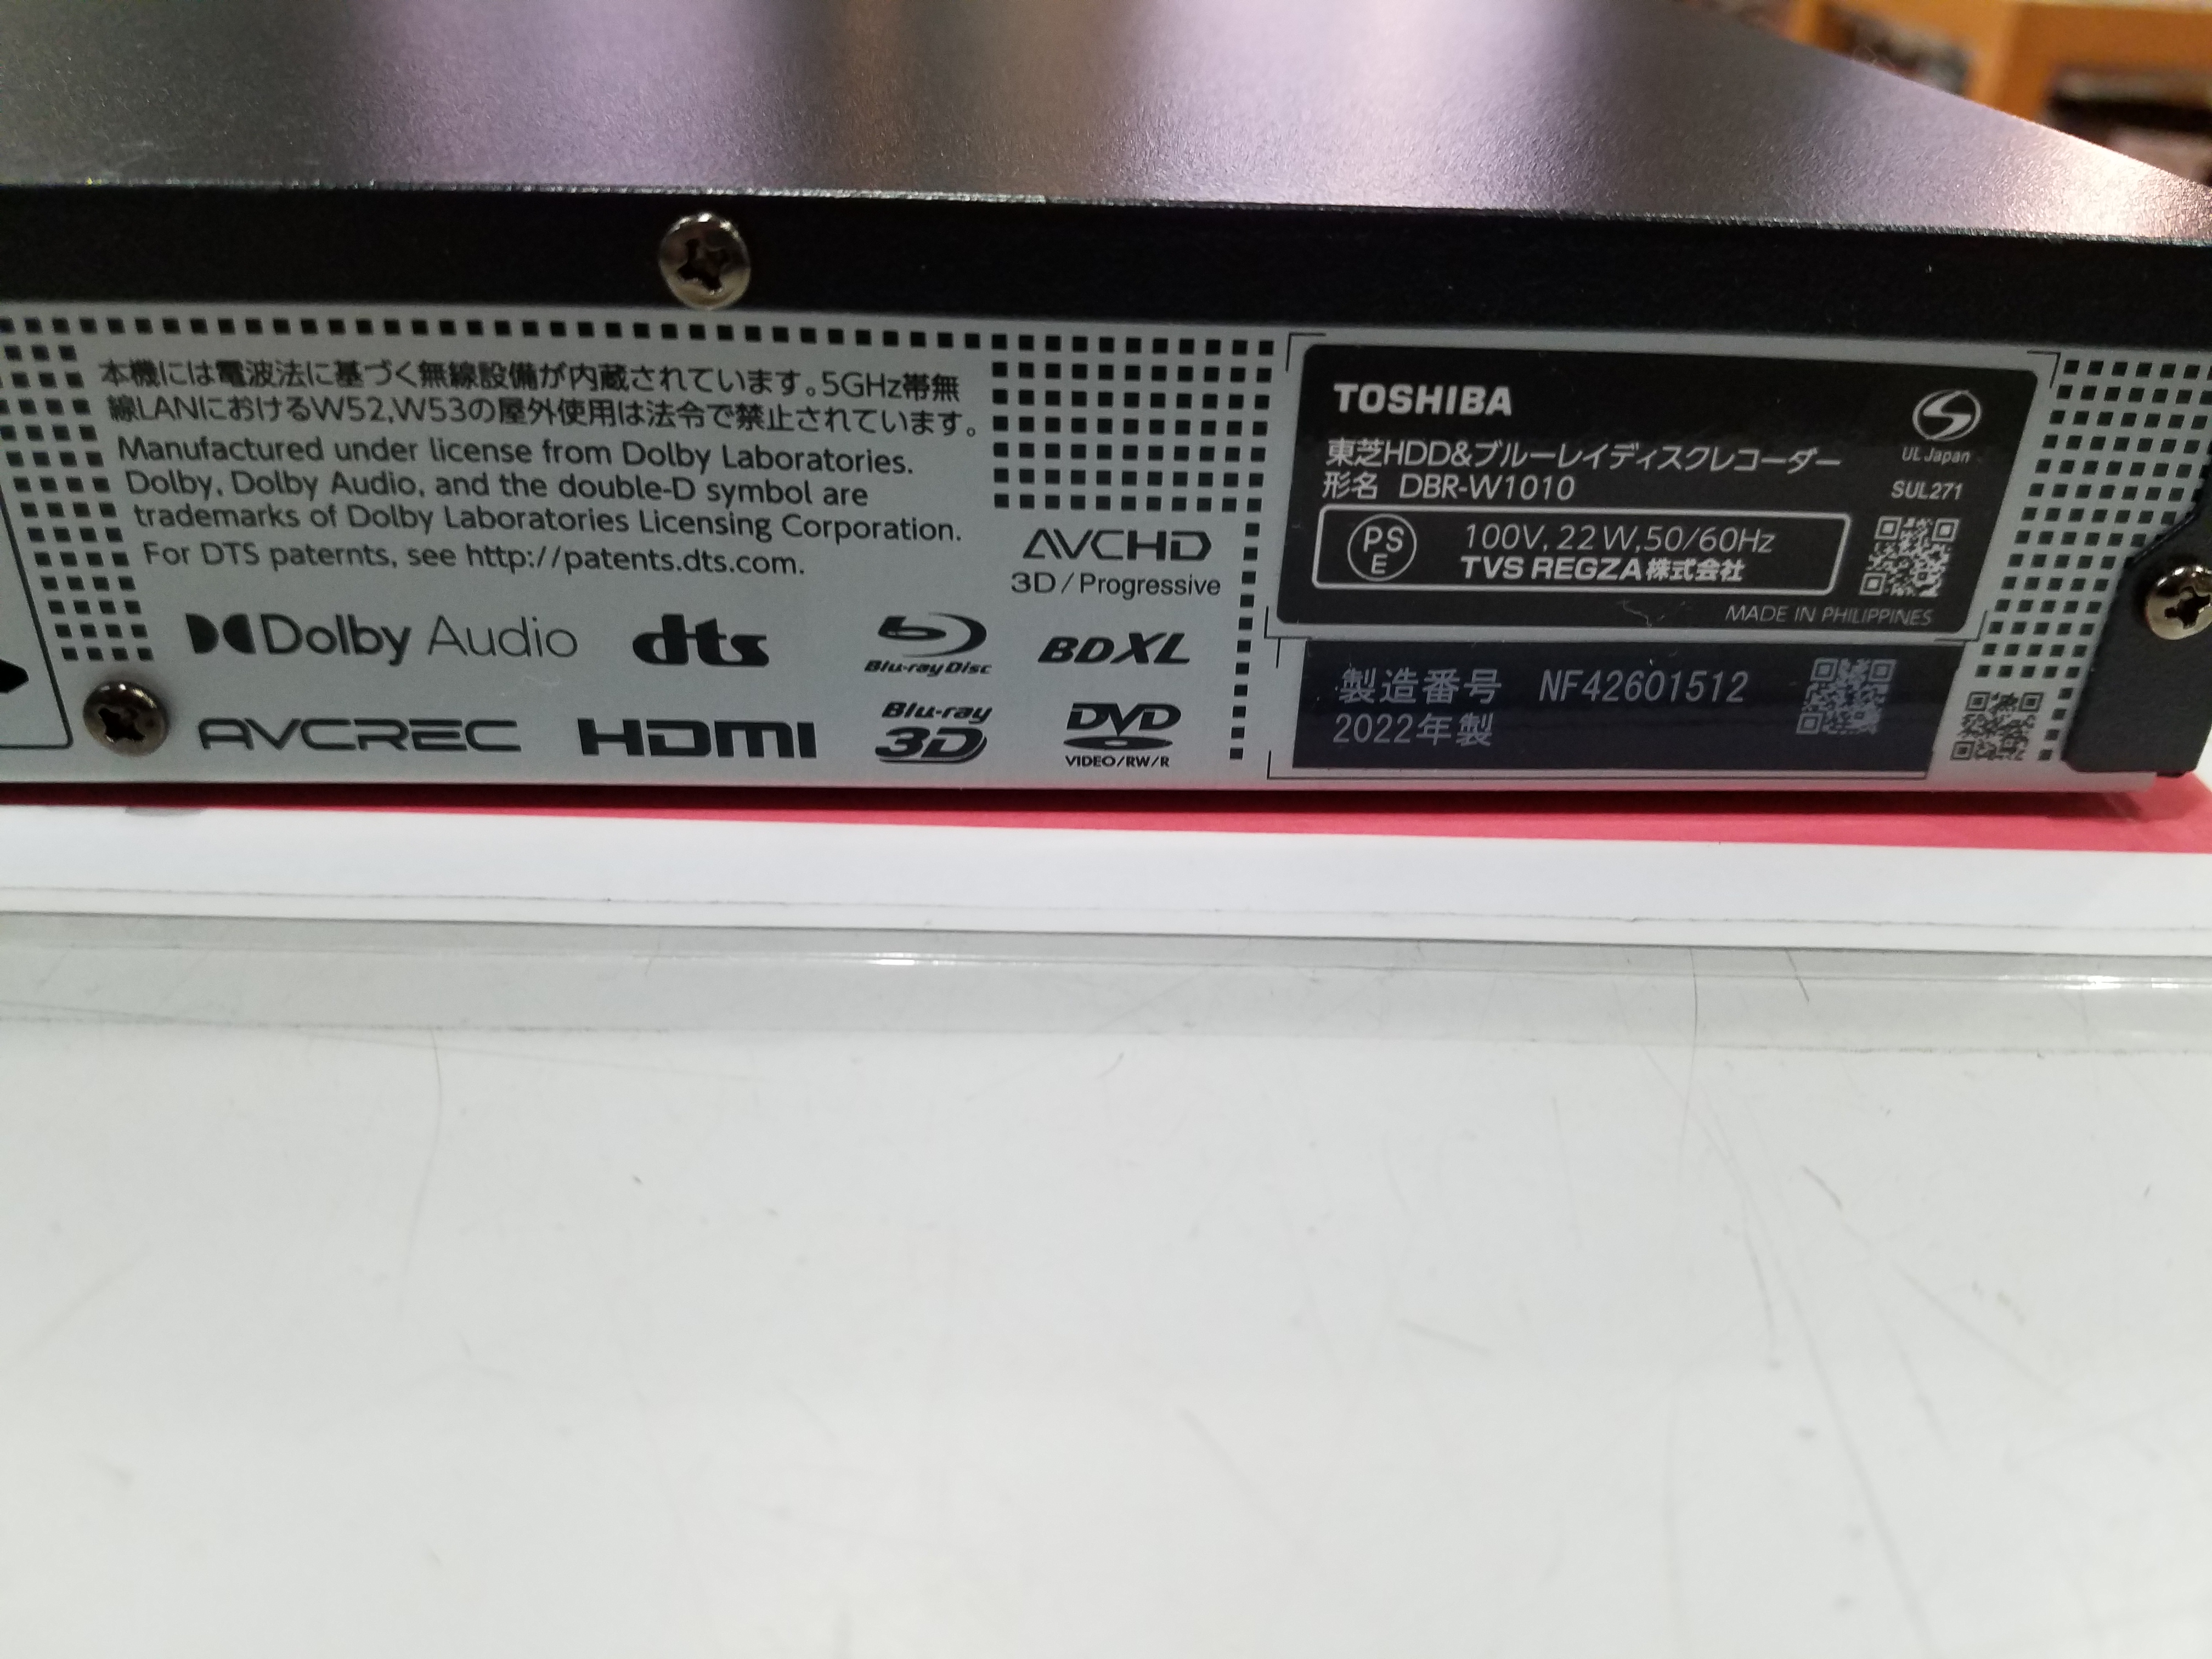 本機には電波法に基づく無線設備が内蔵されています。5GHz帯無
線LANにおけるW52,W53の屋外使用は法令で禁止されています。
Manufactured under license from Dolby Laboratories.
Dolby, Dolby Audio, and the double-D symbol are
trademarks of Dolby Laboratories Licensing Corporation.
For DTS paternts, see http://patents.dts.com.
AVCHD
3D/Progressive
Dolby Audio
dts
Blu-ray Disc
BDXL
AVCREC
HDMI
Blu-ray
3D
DVD
VIDEO/RW/R
TOSHIBA
東芝HDD&ブルーレイディスクレコーダー
形名 DBR-W1010
PS
E
100V, 22W, 50/60Hz
TVS REGZA株式会社
S
UL Japan
SUL271
MADE IN PHILIPPINES
製造番号 NF42601512
2022年製